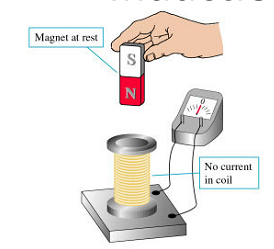 Magnet at rest
S
N
0
No current
in coil